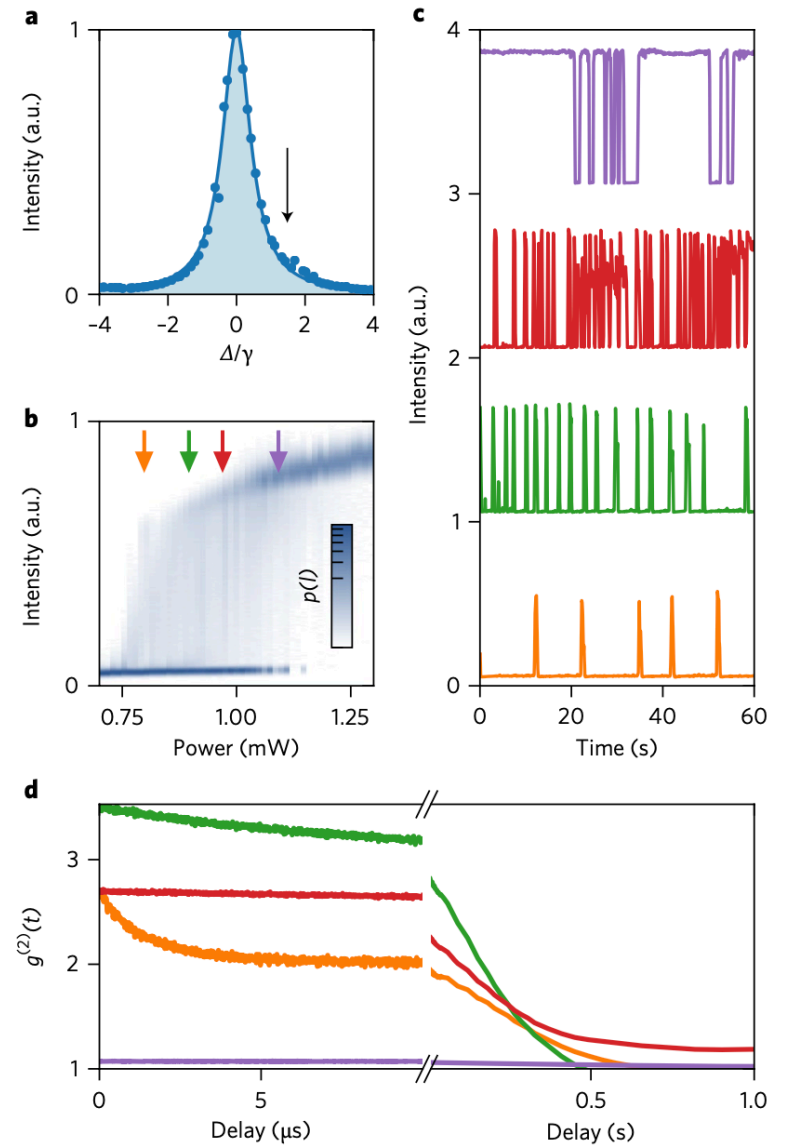 a
Intensity (a.u.)
1
0
-4 -2 0 2 4
Δ/γ
b
Intensity (a.u.)
1
0
p(I)
0.75 1.00 1.25
Power (mW)
c
Intensity (a.u.)
4
3
2
1
0
0 20 40 60
Time (s)
d
g(2)(t)
3
2
1
0 5
Delay (μs)
0.5 1.0
Delay (s)